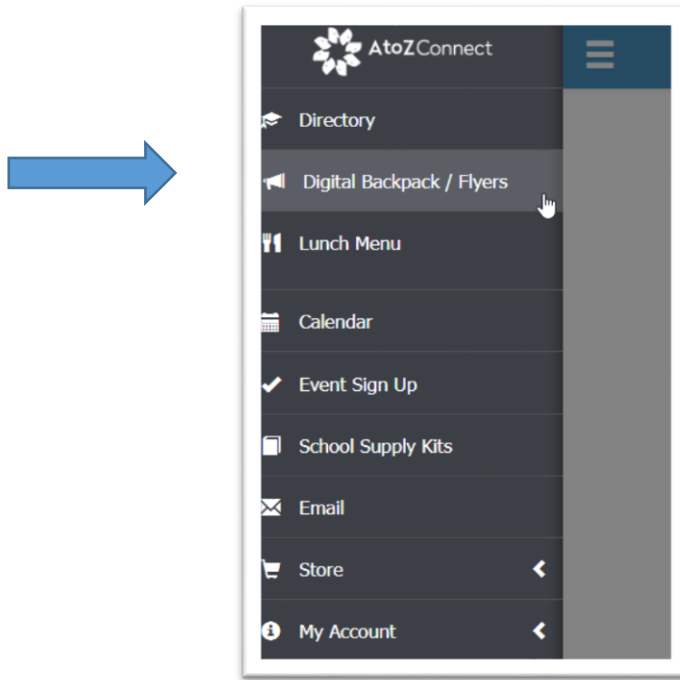 AtoZConnect
Directory
Digital Backpack / Flyers
Lunch Menu
Calendar
Event Sign Up
School Supply Kits
Email
Store
My Account